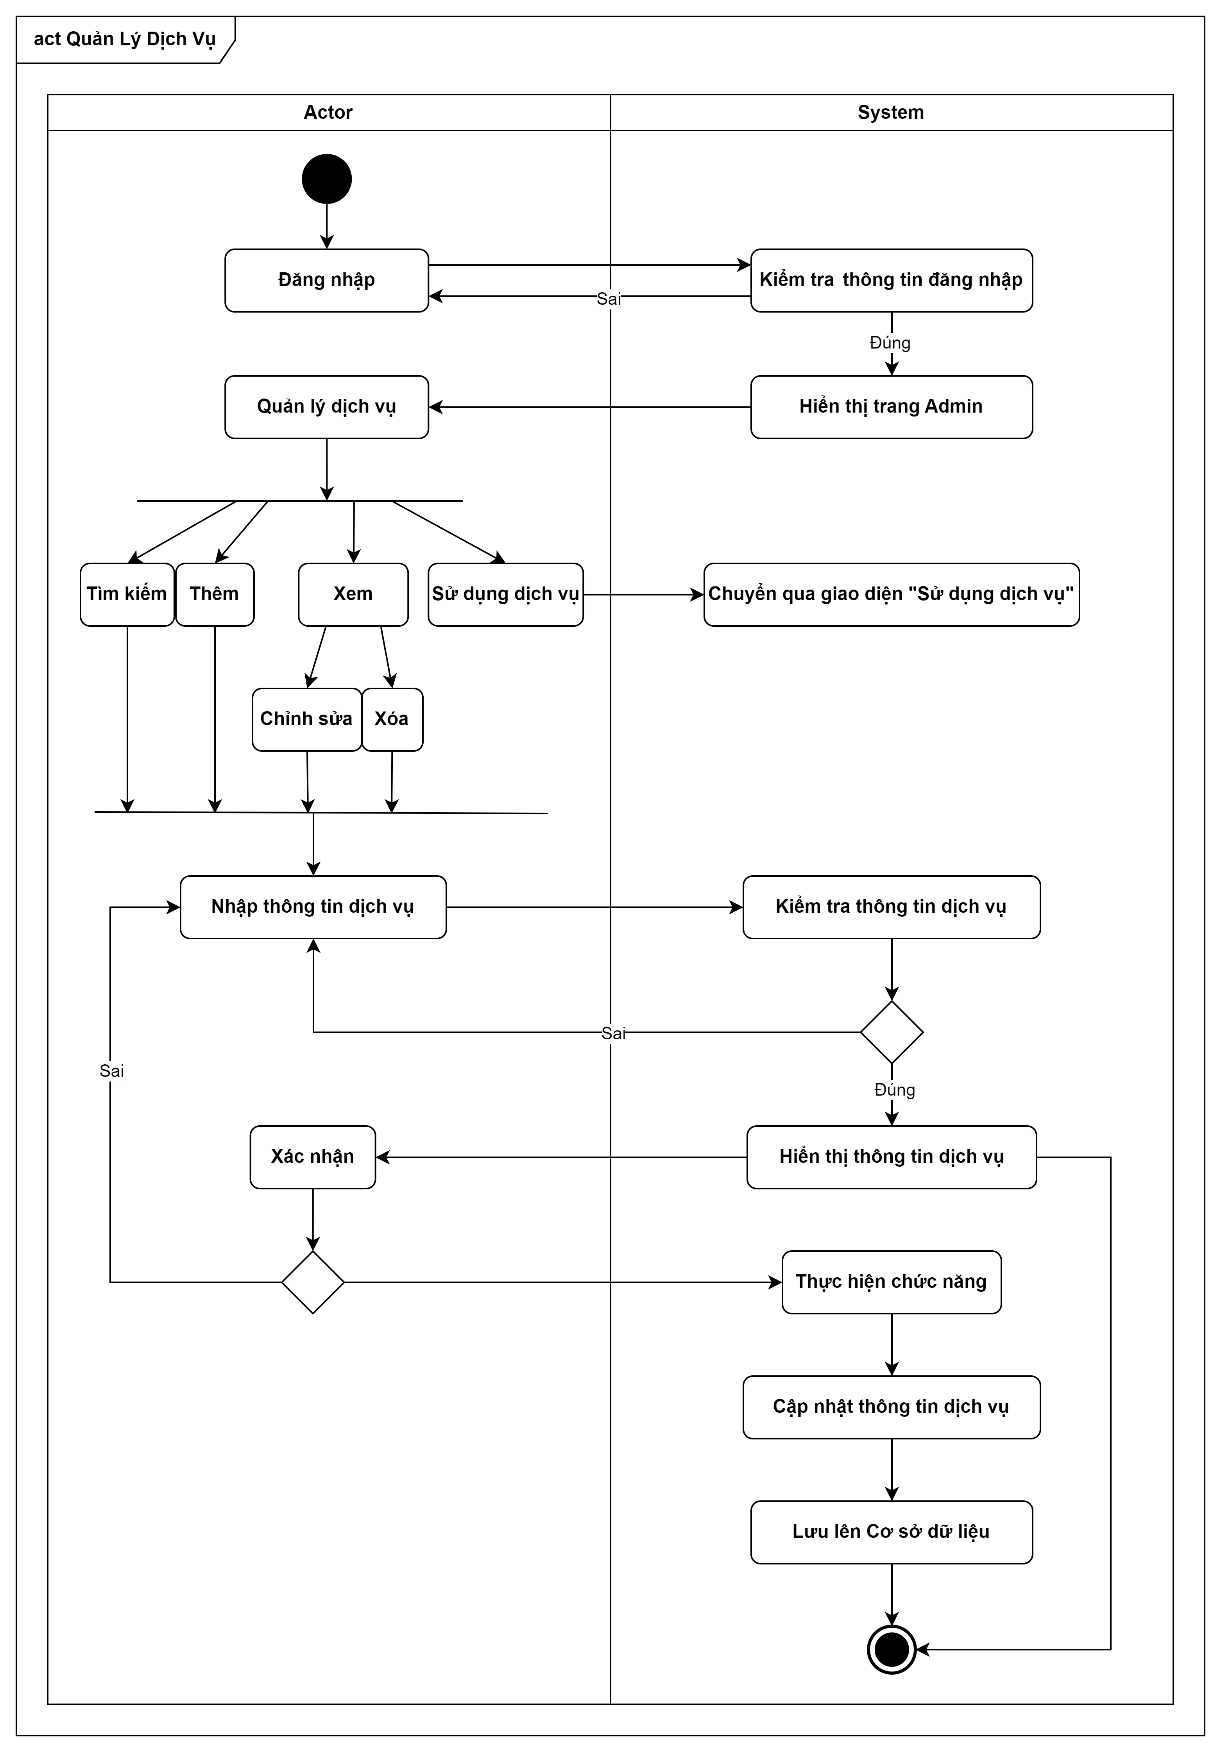 act Quản Lý Dịch Vụ
Actor
System
Đăng nhập
Kiểm tra thông tin đăng nhập
Sai
Đúng
Quản lý dịch vụ
Hiển thị trang Admin
Tìm kiếm
Thêm
Xem
Sử dụng dịch vụ
Chuyển qua giao diện "Sử dụng dịch vụ"
Chỉnh sửa
Xóa
Nhập thông tin dịch vụ
Kiểm tra thông tin dịch vụ
Sai
Sai
Đúng
Xác nhận
Hiển thị thông tin dịch vụ
Thực hiện chức năng
Cập nhật thông tin dịch vụ
Lưu lên Cơ sở dữ liệu